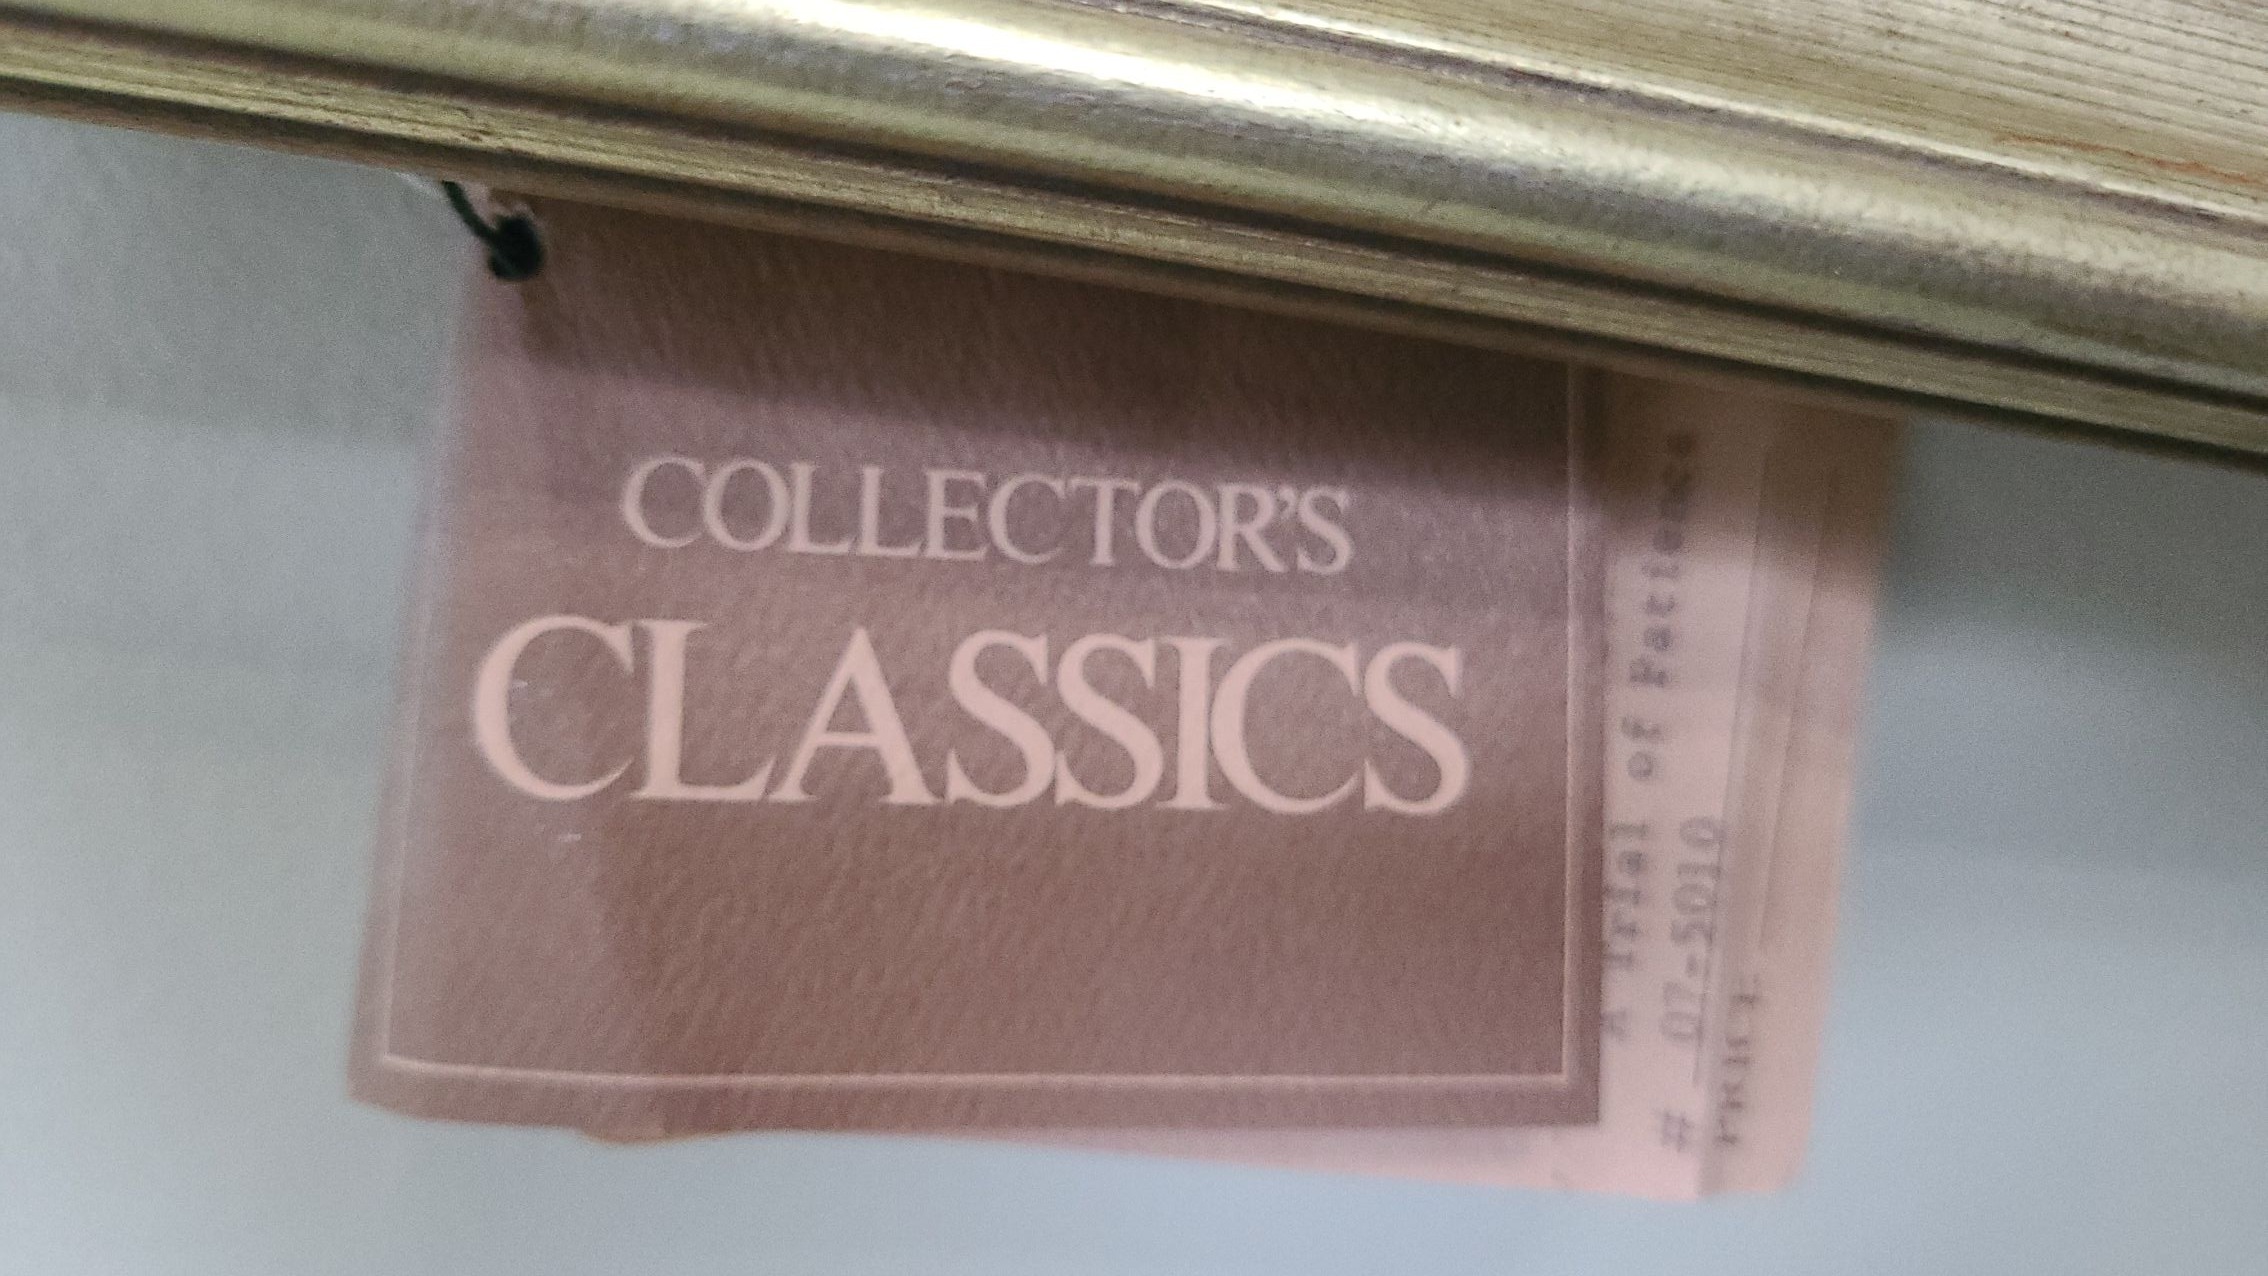 COLLECTOR'S
CLASSICS
A Trial of Patience
# 07-5010
PRICE